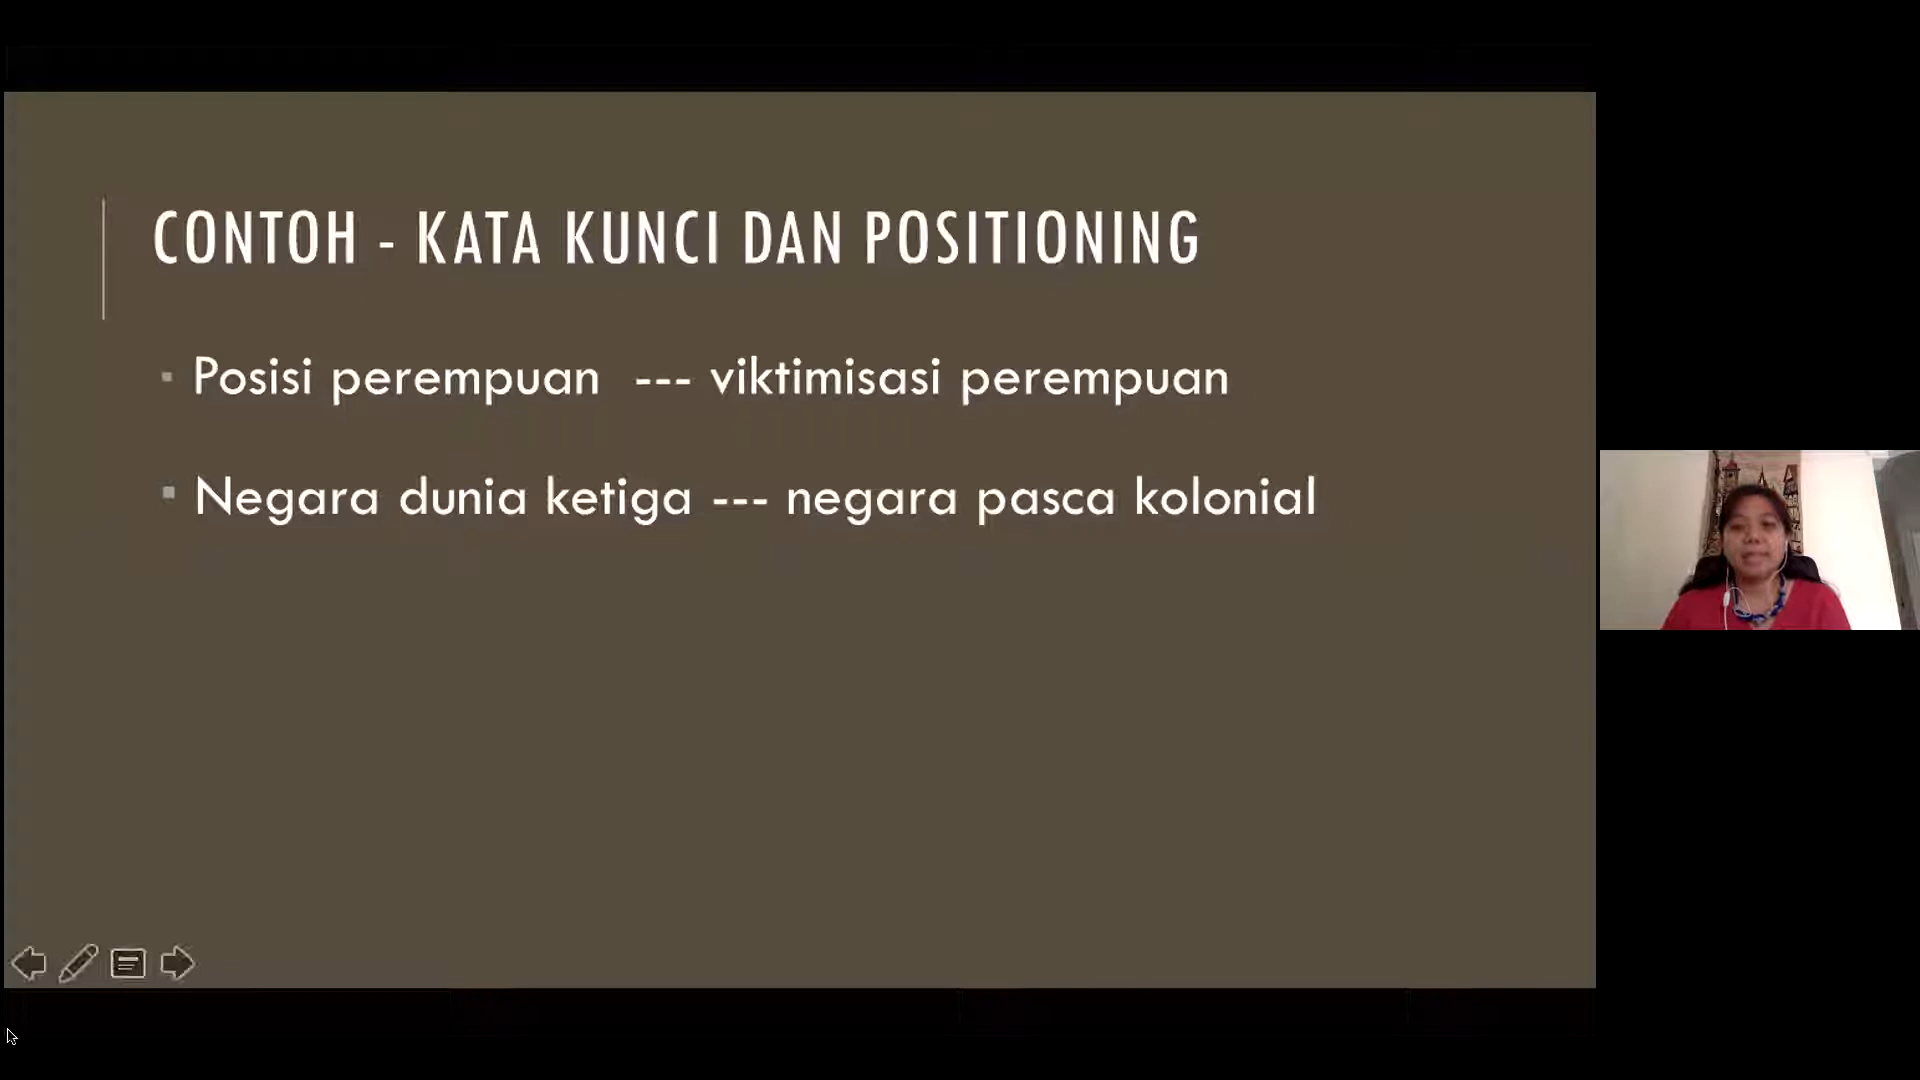 CONTOH - KATA KUNCI DAN POSITIONING
Posisi perempuan --- viktimisasi perempuan
Negara dunia ketiga --- negara pasca kolonial